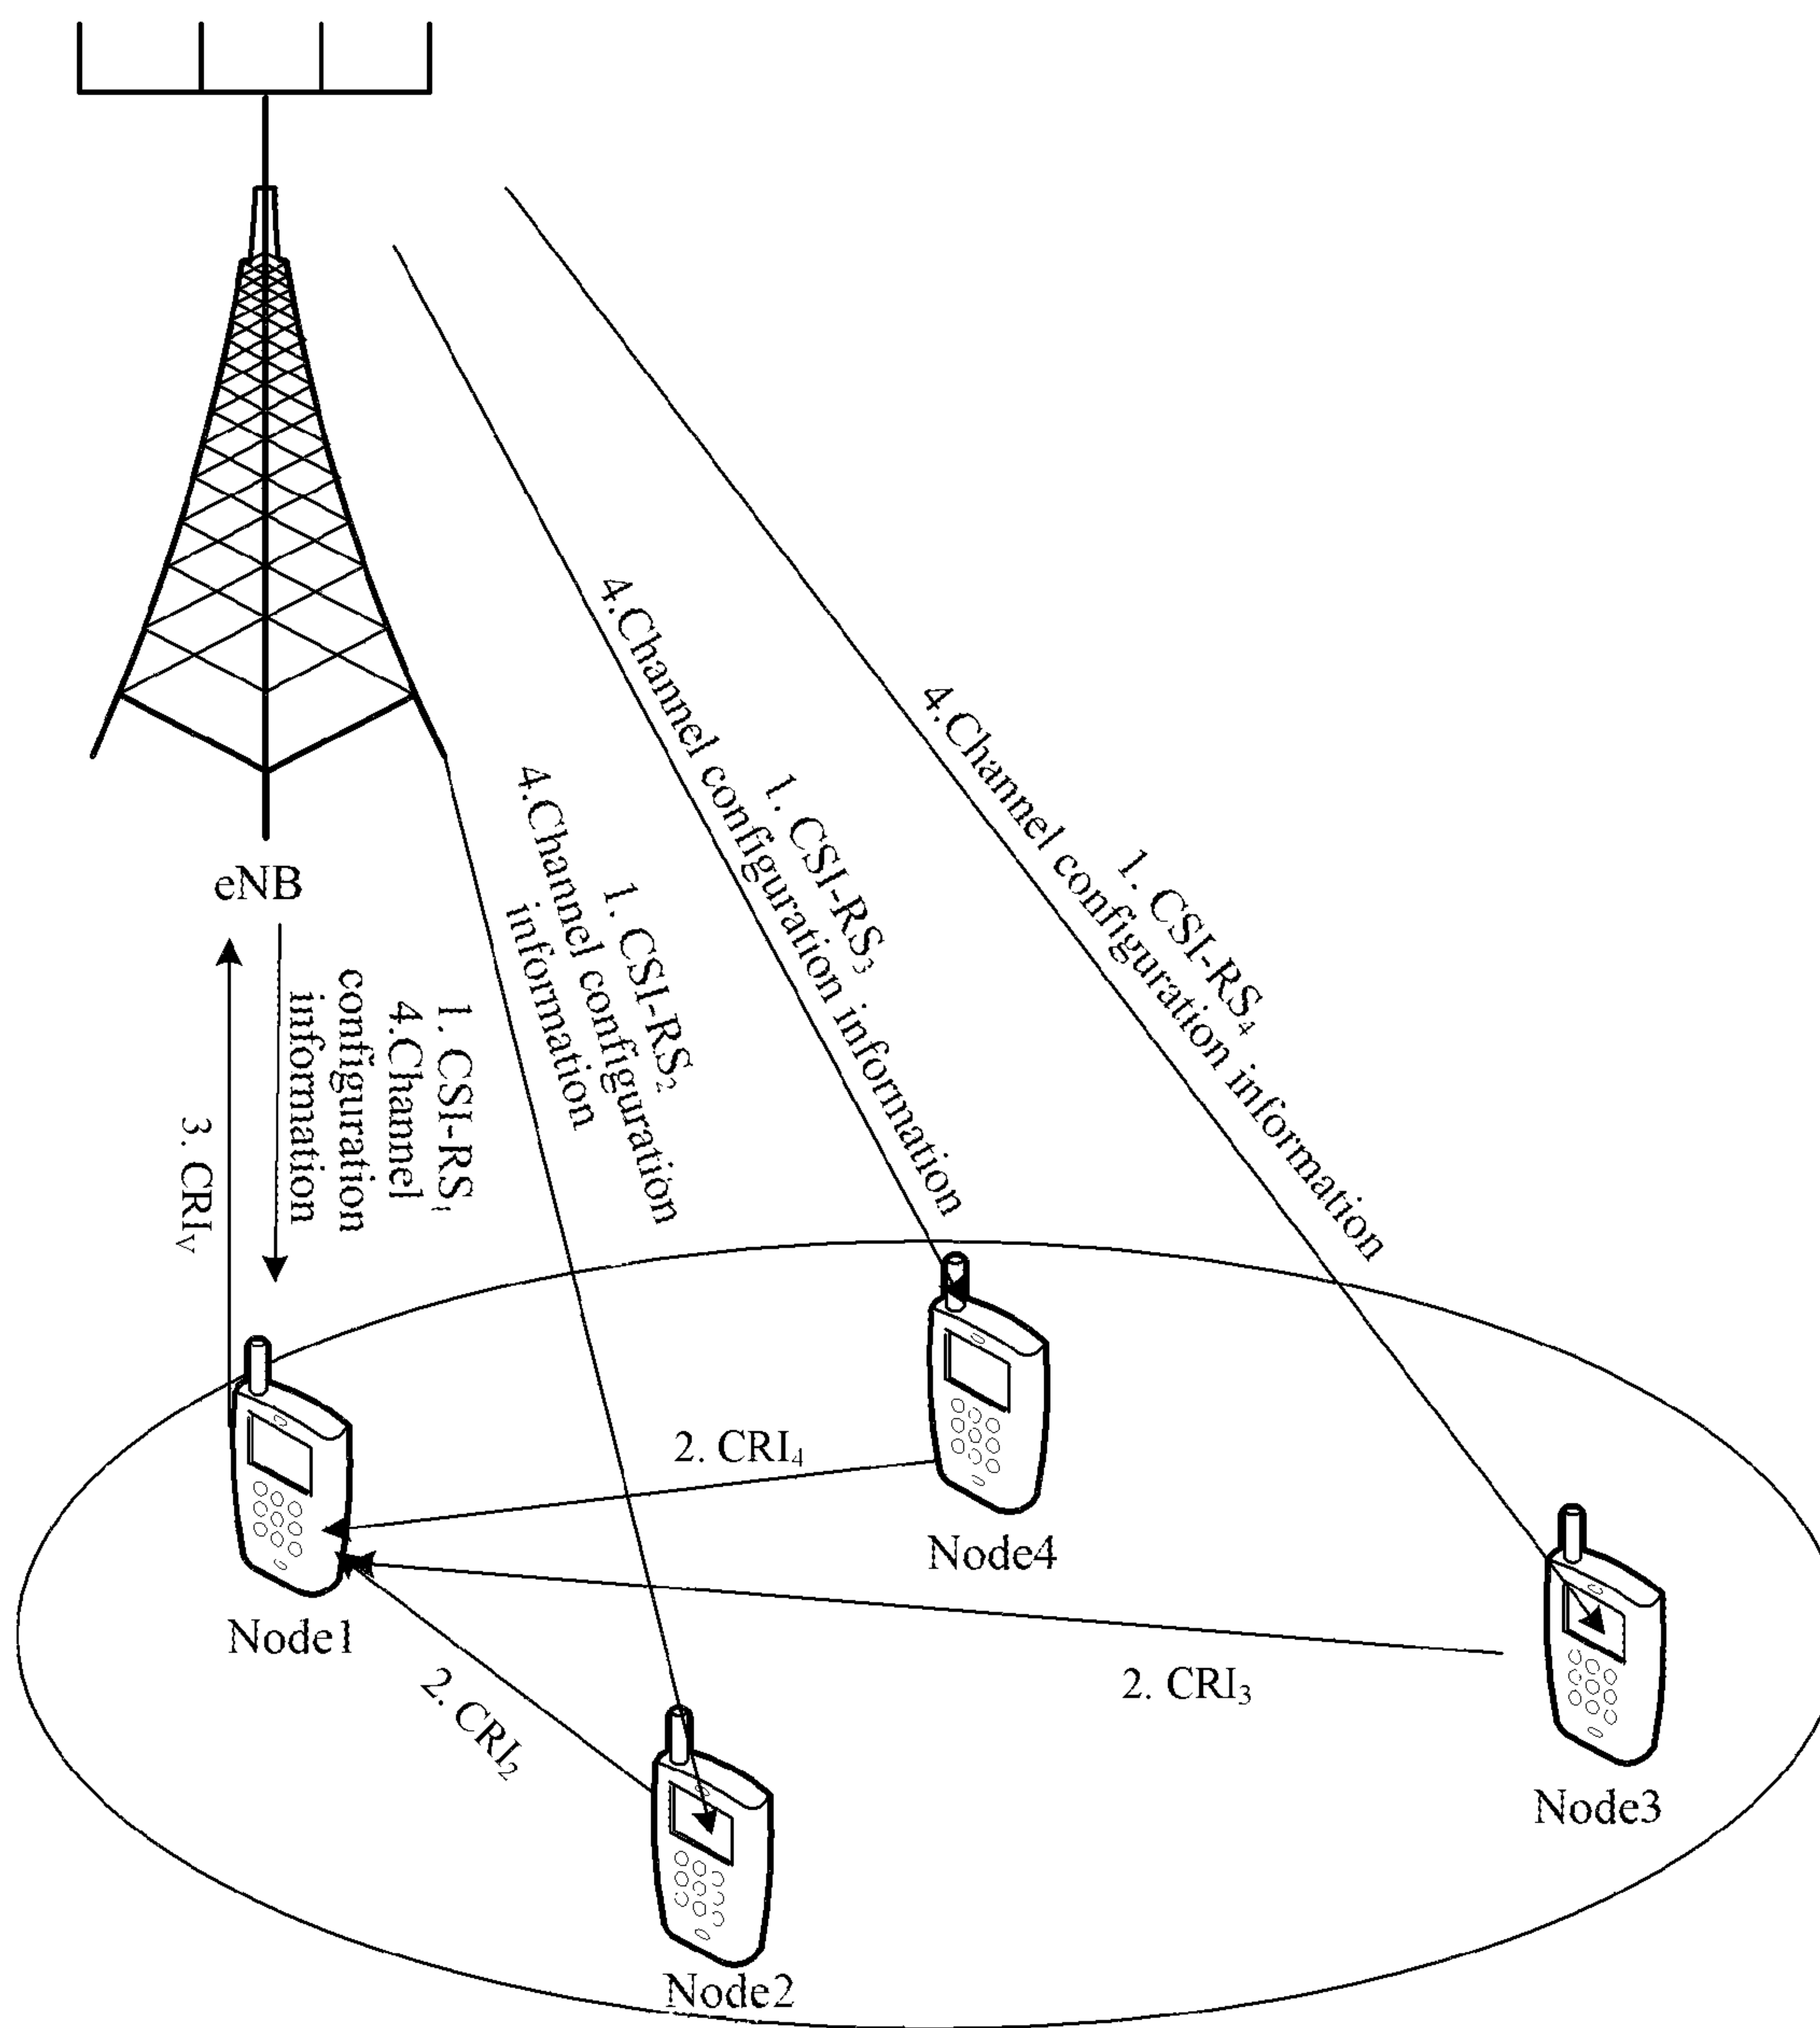 eNB
3. CRIV
1. CSI-RS1
4.Channel
configuration
information
1. CSI-RS2
4.Channel configuration
information
1. CSI-RS3
4.Channel configuration information
1. CSI-RS4
4.Channel configuration information
2. CRI4
Node4
Node1
2. CRI3
2. CRI2
Node3
Node2